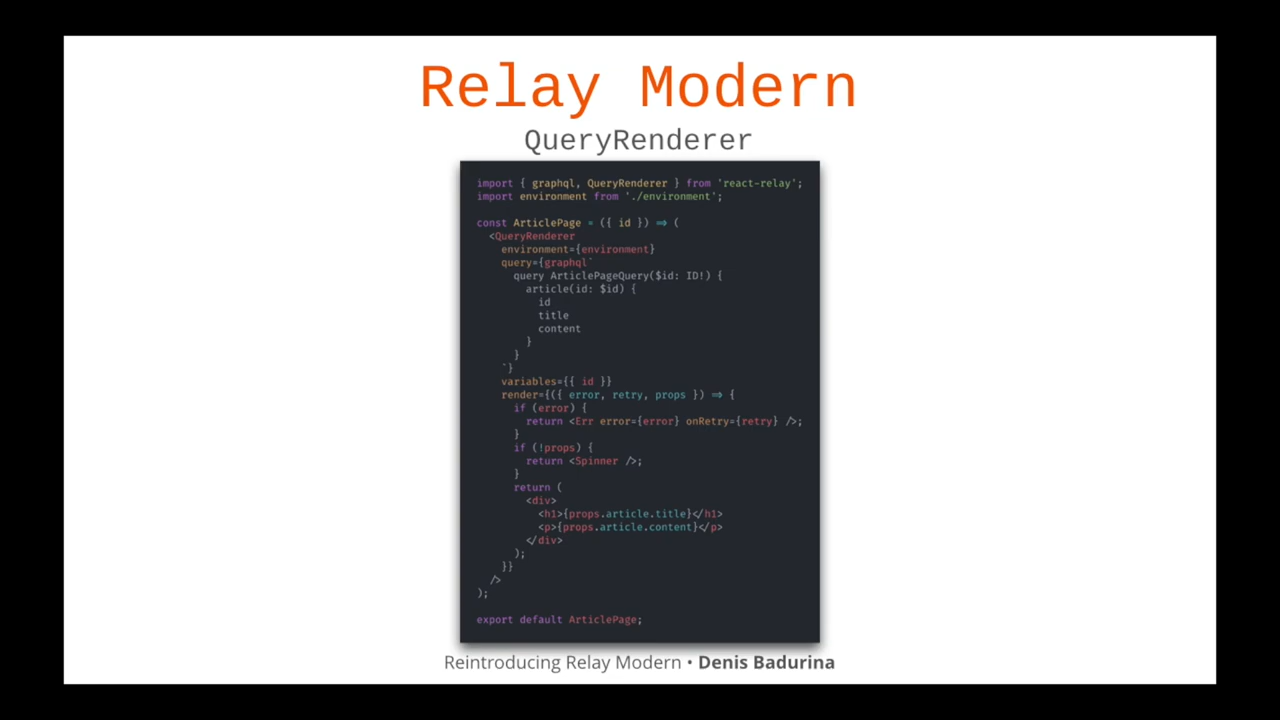 Relay Modern
QueryRenderer
import { graphql, QueryRenderer } from 'react-relay';
import environment from './environment';
const ArticlePage = ({ id }) => (
  <QueryRenderer
    environment={environment}
    query={graphql`
      query ArticlePageQuery($id: ID!) {
        article(id: $id) {
          id
          title
          content
        }
      }
    `}
    variables={{ id }}
    render={({ error, retry, props }) => {
      if (error) {
        return <Err error={error} onRetry={retry} />;
      }
      if (!props) {
        return <Spinner />;
      }
      return (
        <div>
          <h1>{props.article.title}</h1>
          <p>{props.article.content}</p>
        </div>
      );
    }}
  />
);
export default ArticlePage;
Reintroducing Relay Modern • Denis Badurina